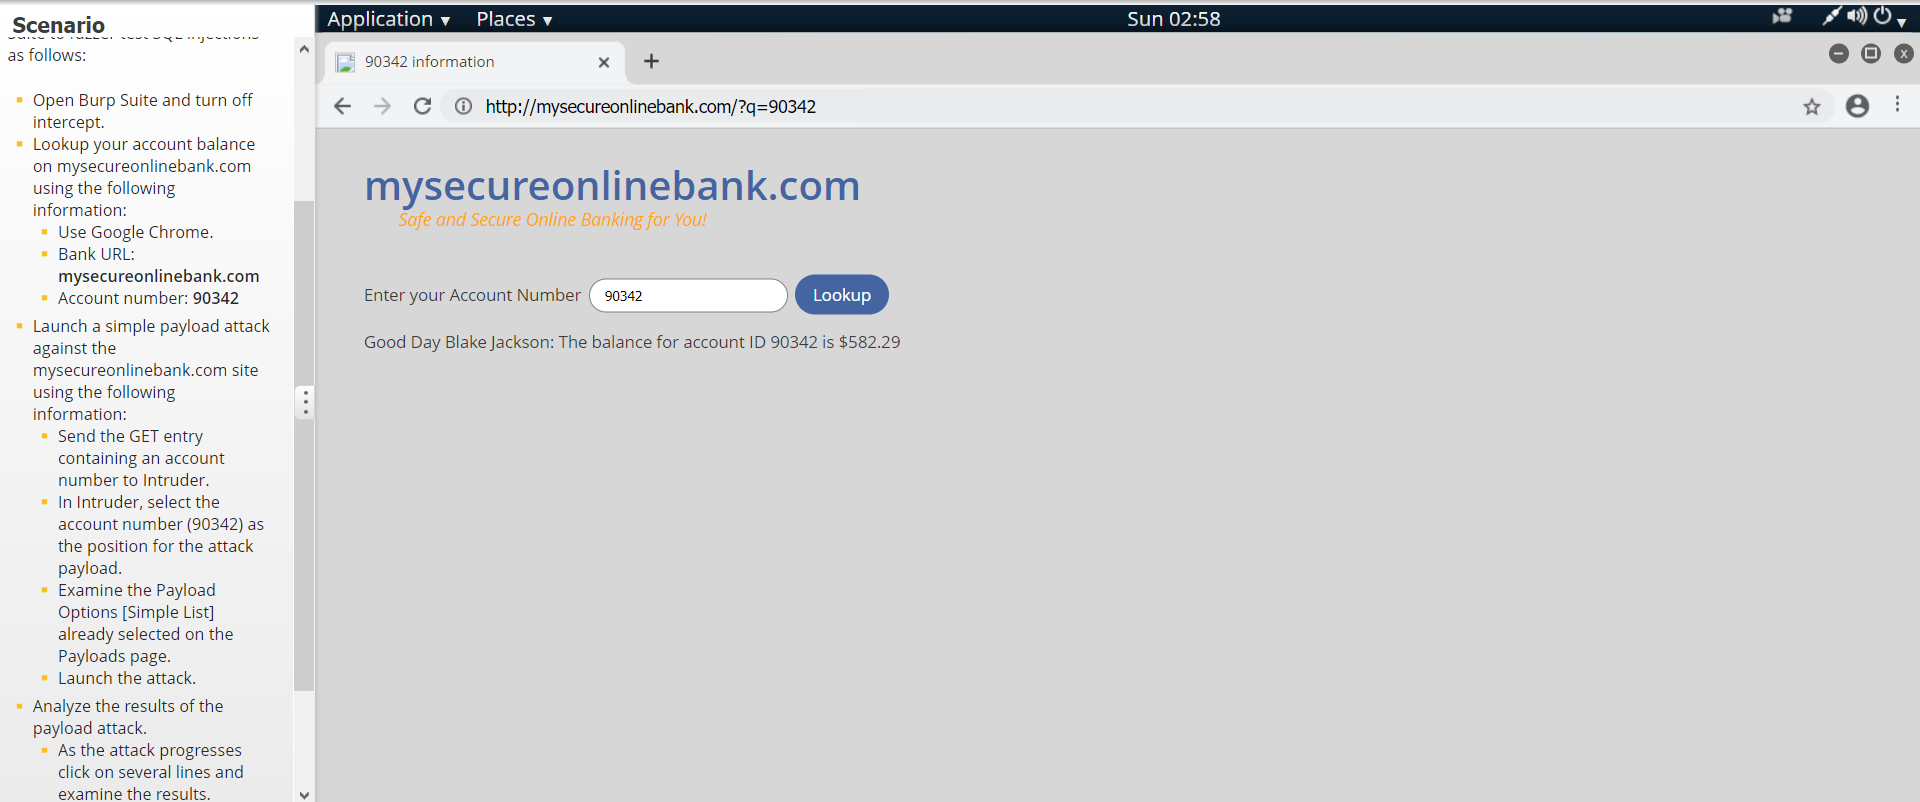 Scenario
Suite to fuzzer test SQL injections
as follows:
Open Burp Suite and turn off
intercept.
Lookup your account balance
on mysecureonlinebank.com
using the following
information:
Use Google Chrome.
Bank URL:
mysecureonlinebank.com
Account number: 90342
Launch a simple payload attack
against the
mysecureonlinebank.com site
using the following
information:
Send the GET entry
containing an account
number to Intruder.
In Intruder, select the
account number (90342) as
the position for the attack
payload.
Examine the Payload
Options [Simple List]
already selected on the
Payloads page.
Launch the attack.
Analyze the results of the
payload attack.
As the attack progresses
click on several lines and
examine the results.
Application Places Sun 02:58
90342 information
http://mysecureonlinebank.com/?q=90342
mysecureonlinebank.com
Safe and Secure Online Banking for You!
Enter your Account Number 90342 Lookup
Good Day Blake Jackson: The balance for account ID 90342 is $582.29